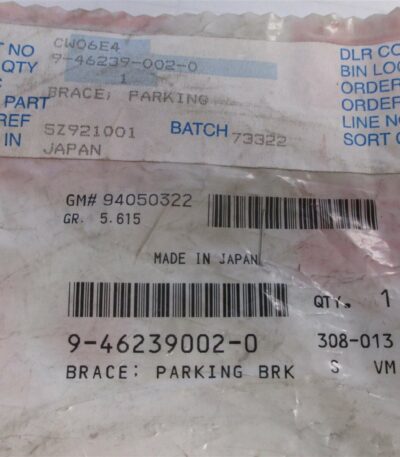 T NO CW06E4 DLR CO
QTY 9-46239-002-0 BIN LOC
1 ORDER
PART BRACE; PARKING ORDE
REF 5Z921001 BATCH 73322 LINE NO
IN JAPAN SORT
GM# 94050322
GR. 5.615
MADE IN JAPAN
QTY. 1
9-46239002-0 308-013
BRACE: PARKING BRK S VM